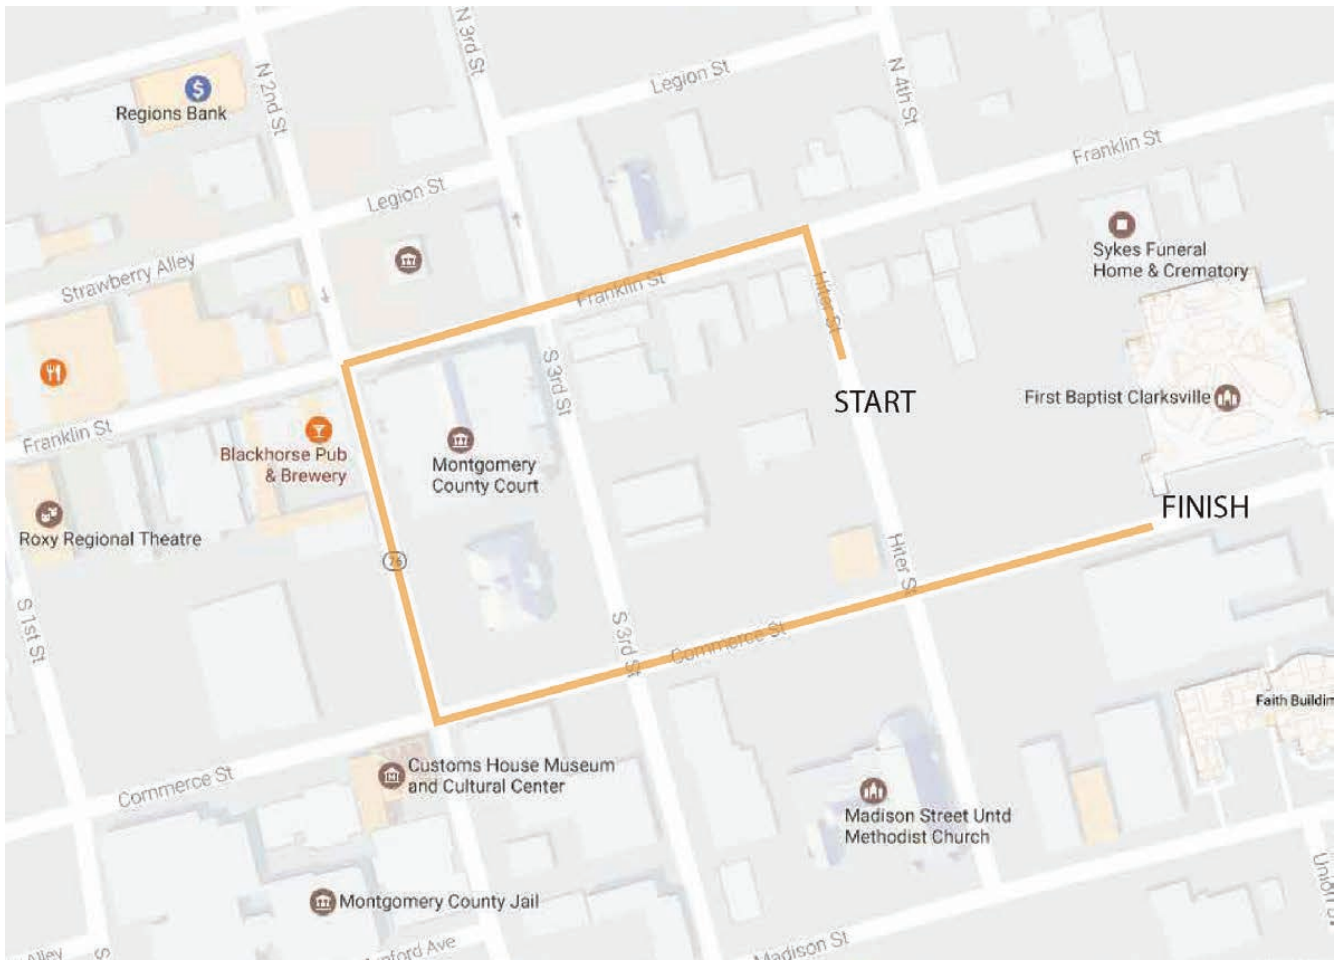 N 3rd St
N 2nd St
Legion St
N 4th St
Regions Bank
Franklin St
Legion St
Sykes Funeral
Home & Crematory
Strawberry Alley
Franklin St
Hiter St
S 3rd St
START
First Baptist Clarksville
Franklin St
Blackhorse Pub
& Brewery
Montgomery
County Court
FINISH
Roxy Regional Theatre
76
Hiter St
S 1st St
S 3rd St
Commerce St
Faith Buildin
Customs House Museum
and Cultural Center
Commerce St
Madison Street Untd
Methodist Church
Montgomery County Jail
Madison St
Alley
S